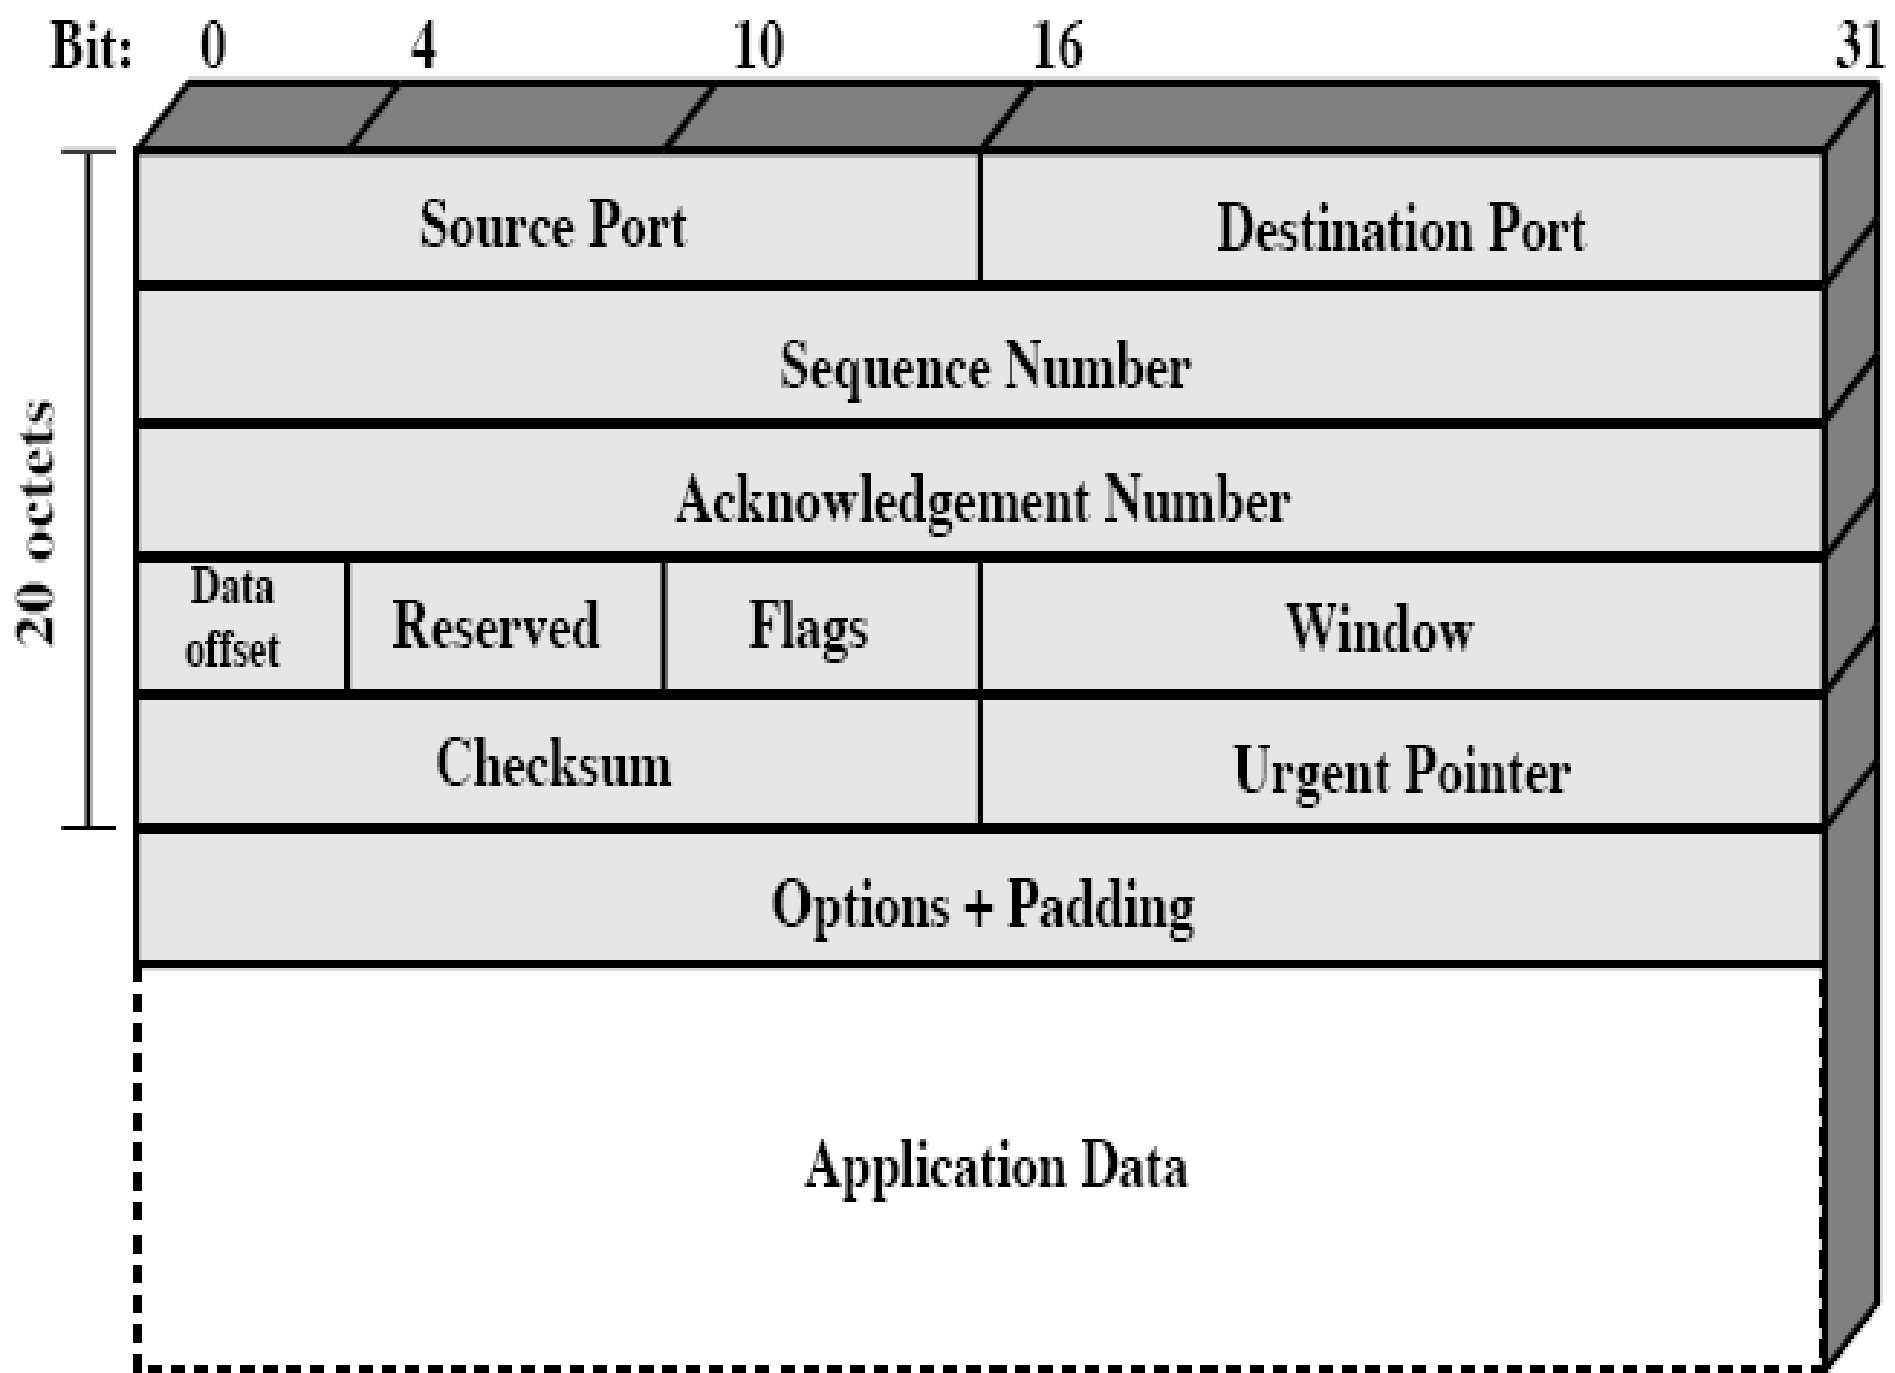 Bit: 0 4 10 16 31
20 octets
Source Port Destination Port
Sequence Number
Acknowledgement Number
Data
offset
Reserved Flags Window
Checksum Urgent Pointer
Options + Padding
Application Data